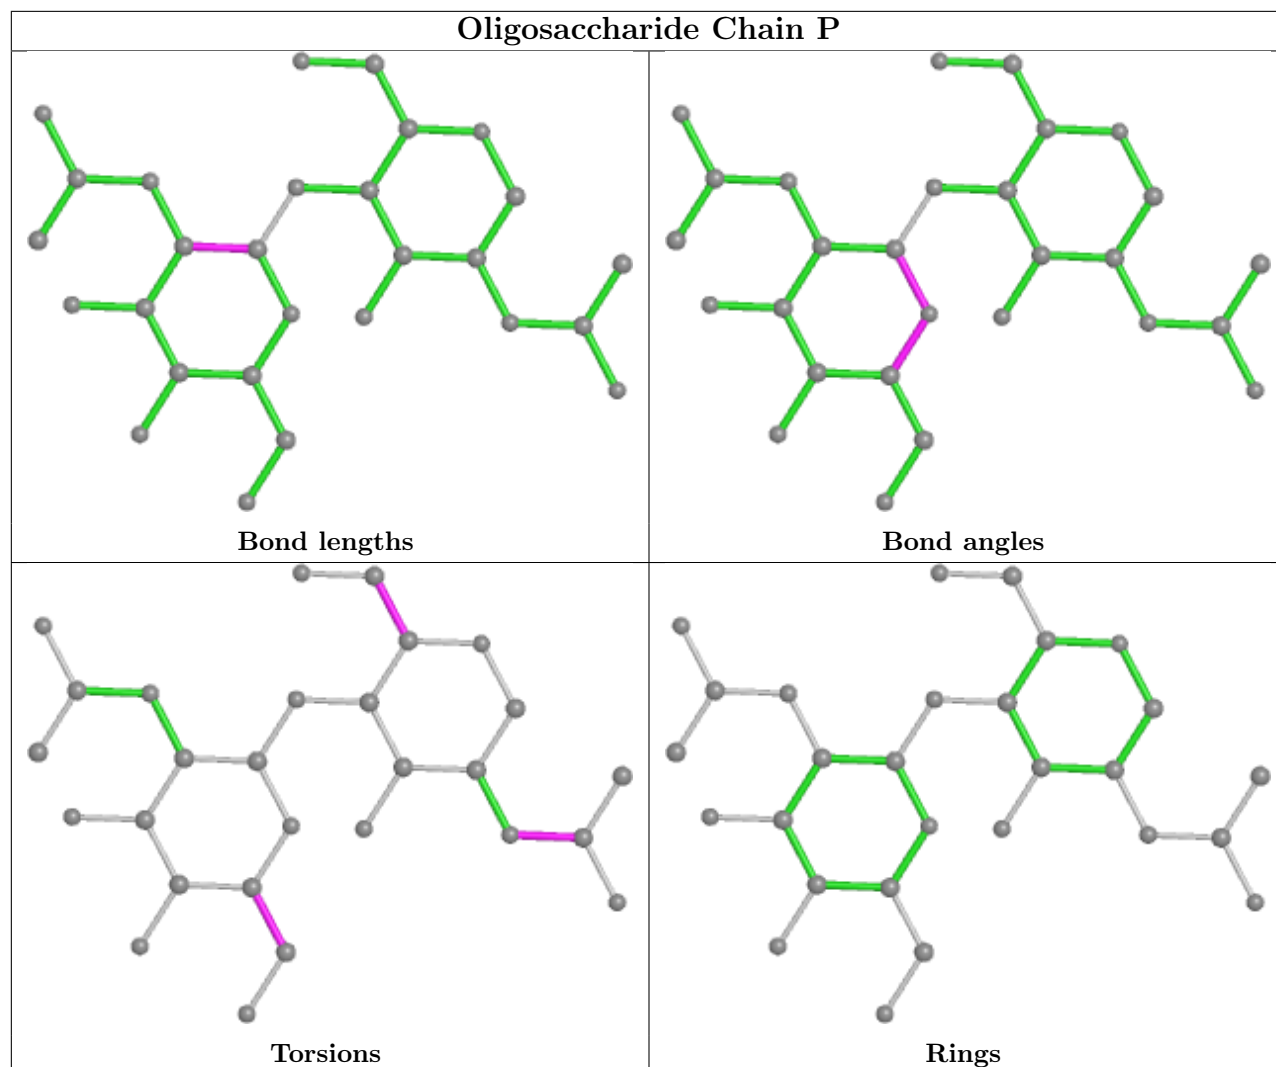 Oligosaccharide Chain P
Bond lengths
Bond angles
Torsions
Rings